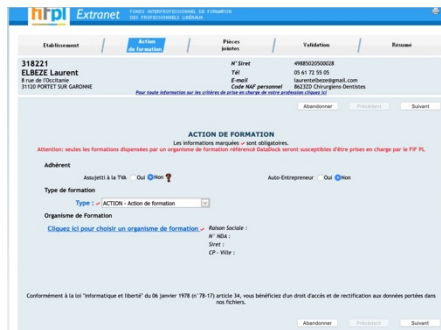 fifpl Extranet FONDS INTERPROFESSIONNEL DE FORMATION
DES PROFESSIONNELS LIBÉRAUX
Etablissement
Action
de formation
Pièces
jointes
Validation
Résumé
318221
ELBEZE Laurent
8 rue de l'Occitanie
31120 PORTET SUR GARONNE
N° Siret 49885020500028
Tél 05 61 72 55 05
E-mail laurentelbeze@gmail.com
Code NAF personnel 8623ZD Chirurgiens-Dentistes
Pour toute information sur les critères de prise en charge de votre profession cliquez ici
Abandonner Précédent Suivant
ACTION DE FORMATION
Les informations marquées sont obligatoires.
Attention: seules les formations dispensées par un organisme de formation référencé DataDock seront susceptibles d'être prises en charge par le FIF PL
Adhérent
Assujetti à la TVA Oui Non ?
Auto-Entrepreneur Oui Non
Type de formation
Type : ACTION - Action de formation
Organisme de Formation
Cliquez ici pour choisir un organisme de formation
Raison Sociale :
N° NDA :
Siret :
CP - Ville :
Conformément à la loi "informatique et liberté" du 06 janvier 1978 (n°78-17) article 34, vous bénéficiez d'un droit d'accès et de rectification aux données portées dans
nos fichiers.
Abandonner Précédent Suivant